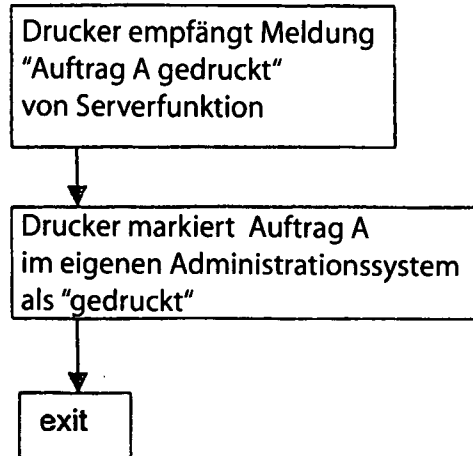 Drucker empfängt Meldung
"Auftrag A gedruckt"
von Serverfunktion
Drucker markiert Auftrag A
im eigenen Administrationssystem
als "gedruckt"
exit